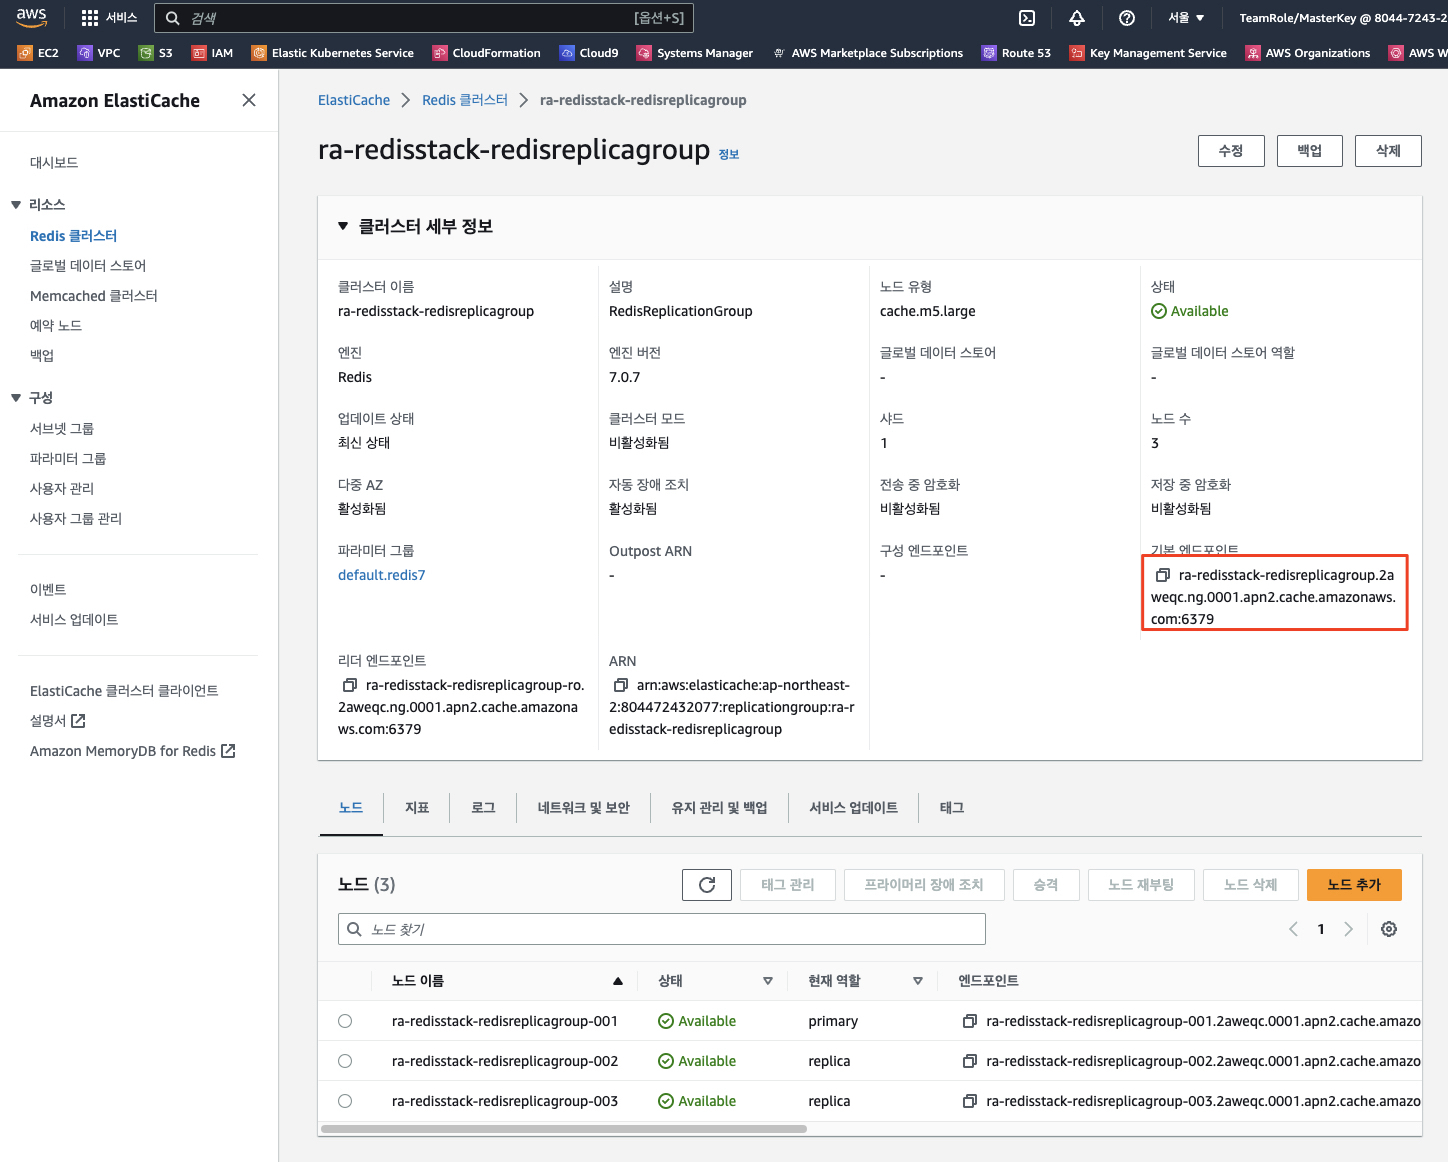 aws
서비스
검색
[옵션+S]
서울
TeamRole/MasterKey @ 8044-7243-2
EC2
VPC
S3
IAM
Elastic Kubernetes Service
CloudFormation
Cloud9
Systems Manager
AWS Marketplace Subscriptions
Route 53
Key Management Service
AWS Organizations
AWS W
Amazon ElastiCache
대시보드
리소스
Redis 클러스터
글로벌 데이터 스토어
Memcached 클러스터
예약 노드
백업
구성
서브넷 그룹
파라미터 그룹
사용자 관리
사용자 그룹 관리
이벤트
서비스 업데이트
ElastiCache 클러스터 클라이언트
설명서
Amazon MemoryDB for Redis
ElastiCache
Redis 클러스터
ra-redisstack-redisreplicagroup
ra-redisstack-redisreplicagroup 정보
수정
백업
삭제
클러스터 세부 정보
클러스터 이름
ra-redisstack-redisreplicagroup
설명
RedisReplicationGroup
노드 유형
cache.m5.large
상태
Available
엔진
Redis
엔진 버전
7.0.7
글로벌 데이터 스토어
-
글로벌 데이터 스토어 역할
-
업데이트 상태
최신 상태
클러스터 모드
비활성화됨
샤드
1
노드 수
3
다중 AZ
활성화됨
자동 장애 조치
활성화됨
전송 중 암호화
비활성화됨
저장 중 암호화
비활성화됨
파라미터 그룹
default.redis7
Outpost ARN
-
구성 엔드포인트
-
기본 엔드포인트
ra-redisstack-redisreplicagroup.2a
weqc.ng.0001.apn2.cache.amazonaws.
com:6379
리더 엔드포인트
ra-redisstack-redisreplicagroup-ro.
2aweqc.ng.0001.apn2.cache.amazona
ws.com:6379
ARN
arn:aws:elasticache:ap-northeast-
2:804472432077:replicationgroup:ra-r
edisstack-redisreplicagroup
노드
지표
로그
네트워크 및 보안
유지 관리 및 백업
서비스 업데이트
태그
노드 (3)
태그 관리
프라이머리 장애 조치
승격
노드 재부팅
노드 삭제
노드 추가
노드 찾기
1
노드 이름
상태
현재 역할
엔드포인트
ra-redisstack-redisreplicagroup-001
Available
primary
ra-redisstack-redisreplicagroup-001.2aweqc.0001.apn2.cache.amazo
ra-redisstack-redisreplicagroup-002
Available
replica
ra-redisstack-redisreplicagroup-002.2aweqc.0001.apn2.cache.amazo
ra-redisstack-redisreplicagroup-003
Available
replica
ra-redisstack-redisreplicagroup-003.2aweqc.0001.apn2.cache.amazo